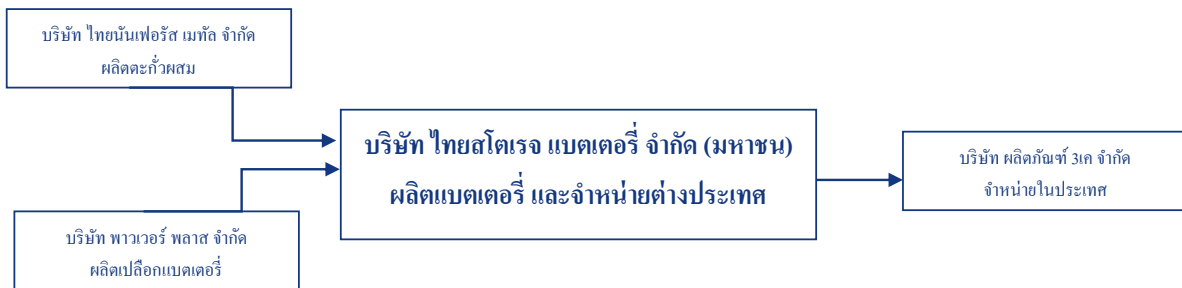 บริษัท ไทยนันเฟอรัส เมทัล จำกัด
ผลิตตะกั่วผสม
บริษัท ไทยสโตเรจ แบตเตอรี่ จำกัด (มหาชน)
ผลิตแบตเตอรี่ และจำหน่ายต่างประเทศ
บริษัท ผลิตภัณฑ์ 3เค จำกัด
จำหน่ายในประเทศ
บริษัท พาวเวอร์ พลาส จำกัด
ผลิตเปลือกแบตเตอรี่